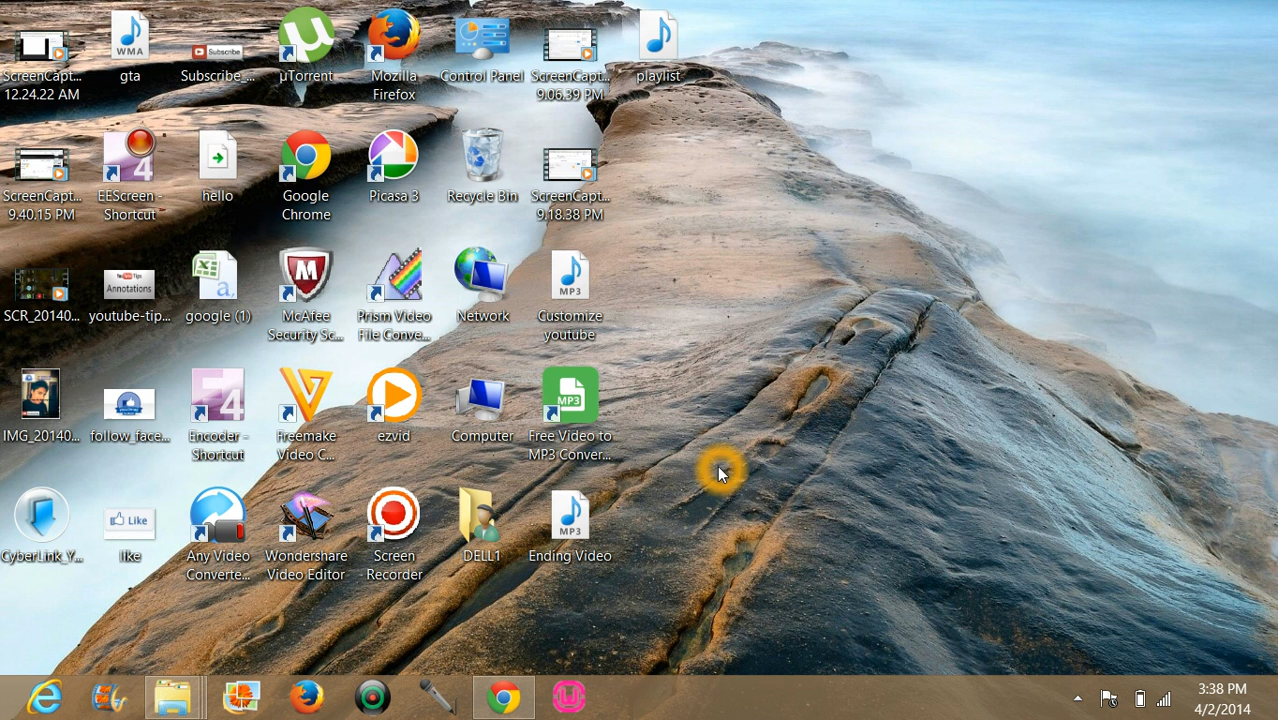 ScreenCapt...
12.24.22 AM
WMA
gta
Subscribe
Subscribe_...
µTorrent
Mozilla
Firefox
Control Panel
ScreenCapt...
9.06.39 PM
playlist
ScreenCapt...
9.40.15 PM
4
EEScreen -
Shortcut
hello
Google
Chrome
Picasa 3
Recycle Bin
ScreenCapt...
9.18.38 PM
SCR_20140...
Annotations
youtube-tip...
a,
google (1)
M
McAfee
Security Sc...
Prism Video
File Conve...
Network
MP3
Customize
youtube
IMG_20140...
follow_face...
E4
Encoder -
Shortcut
Freemake
Video C...
ezvid
Computer
MP3
Free Video to
MP3 Conver...
CyberLink_Y...
Like
like
Any Video
Converte...
Wondershare
Video Editor
Screen
Recorder
DELL1
MP3
Ending Video
3:38 PM
4/2/2014